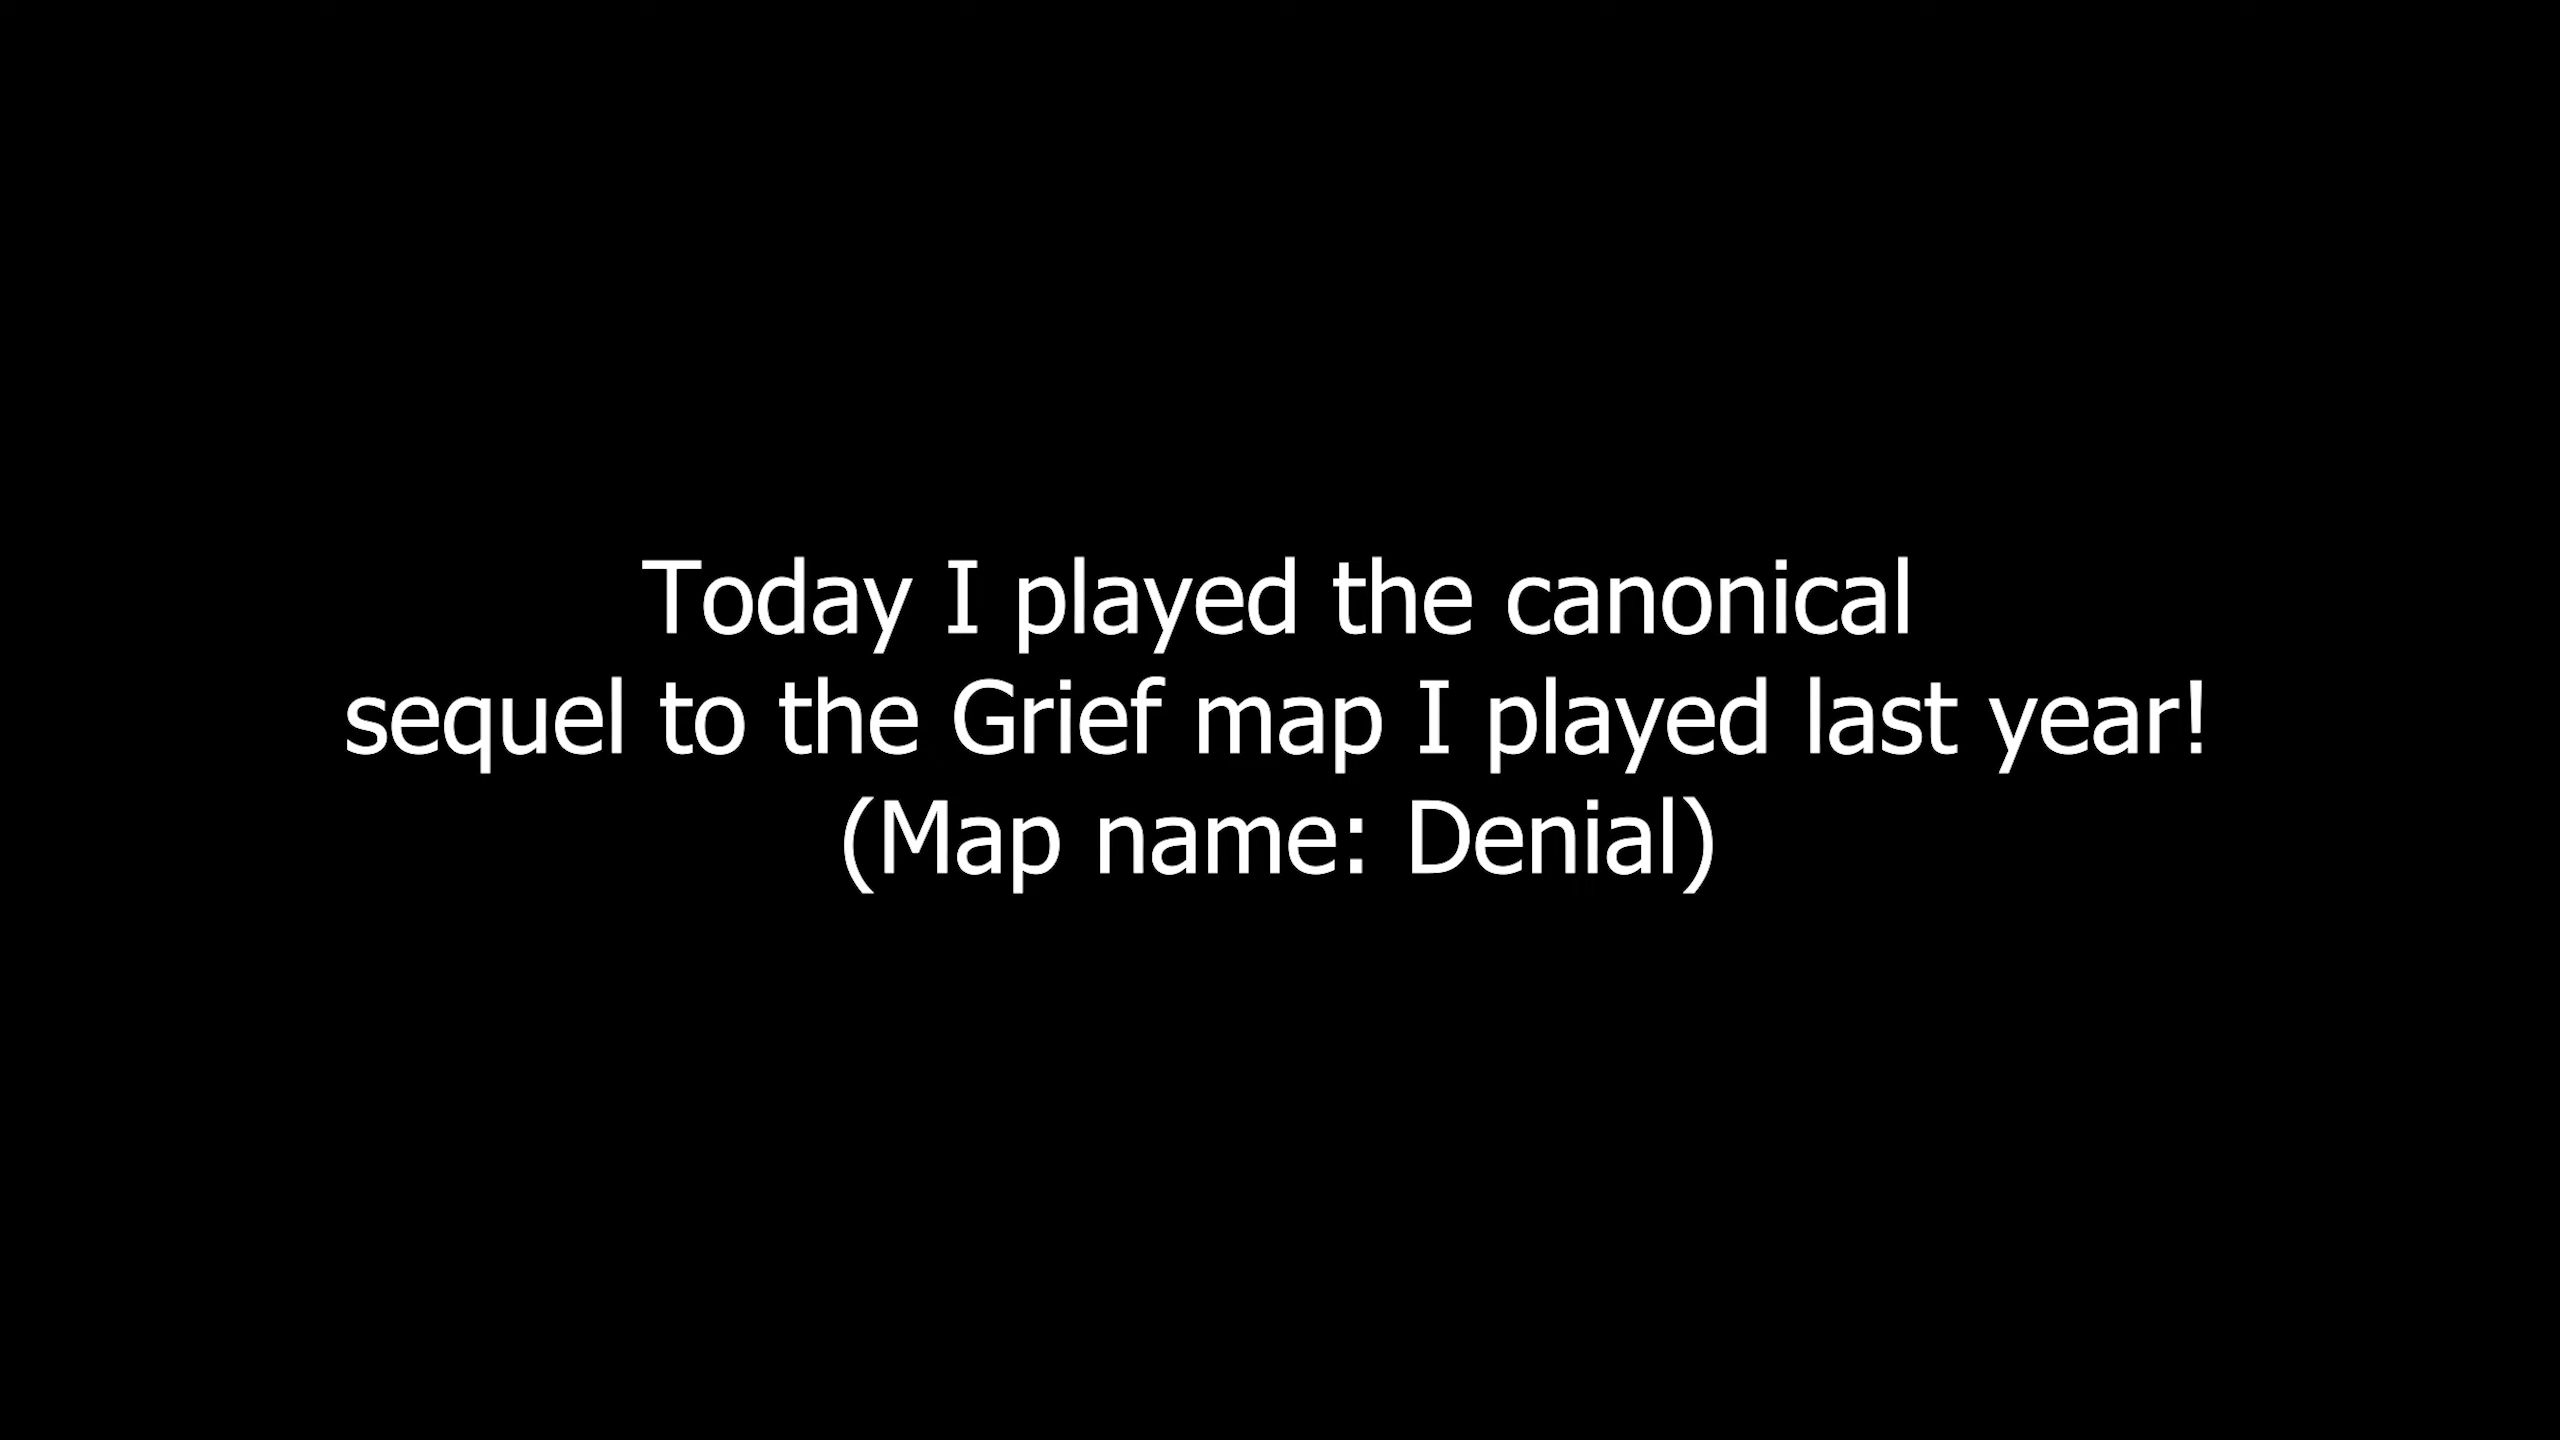 Today I played the canonical
sequel to the Grief map I played last year!
(Map name: Denial)